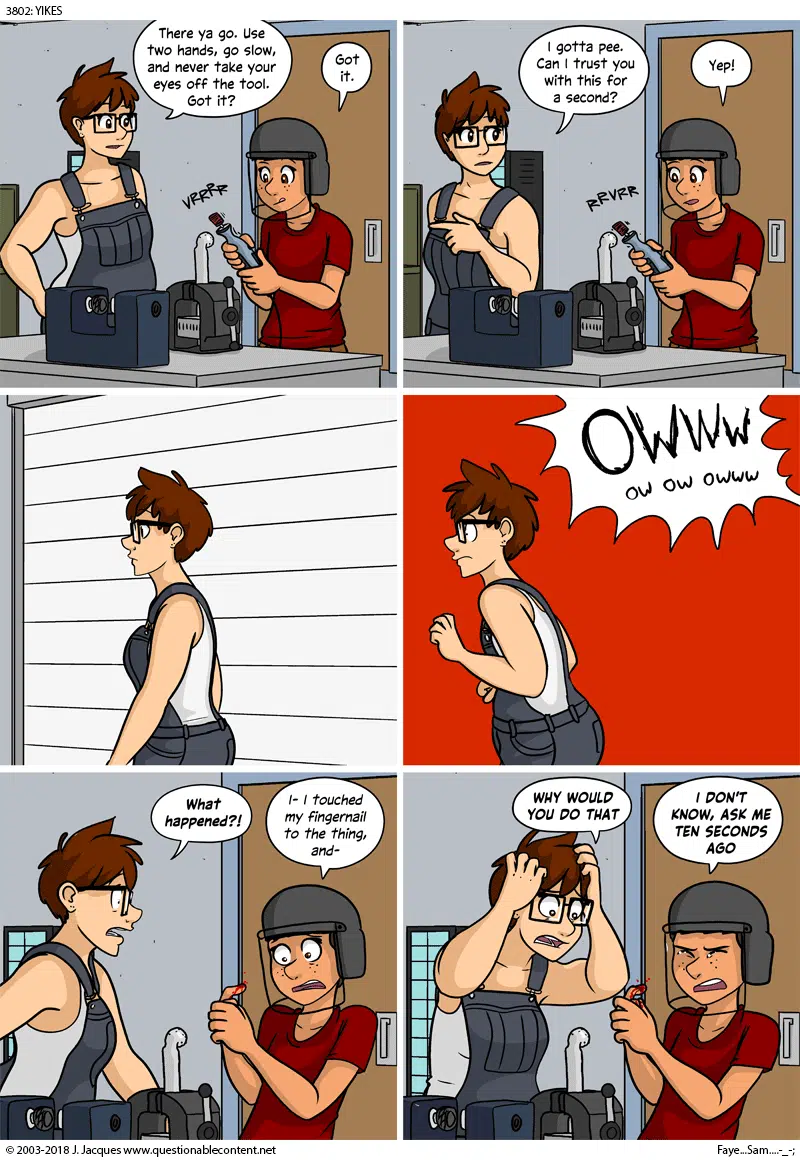 3802: YIKES
There ya go. Use
two hands, go slow,
and never take your
eyes off the tool.
Got it?
Got
it.
VRRRR
I gotta pee.
Can I trust you
with this for
a second?
Yep!
RRVRR
OWWW
OW OW OWWW
What
happened?!
I- I touched
my fingernail
to the thing,
and-
WHY WOULD
YOU DO THAT
I DON'T
KNOW, ASK ME
TEN SECONDS
AGO
© 2003-2018 J. Jacques www.questionablecontent.net
Faye...Sam....-_-;